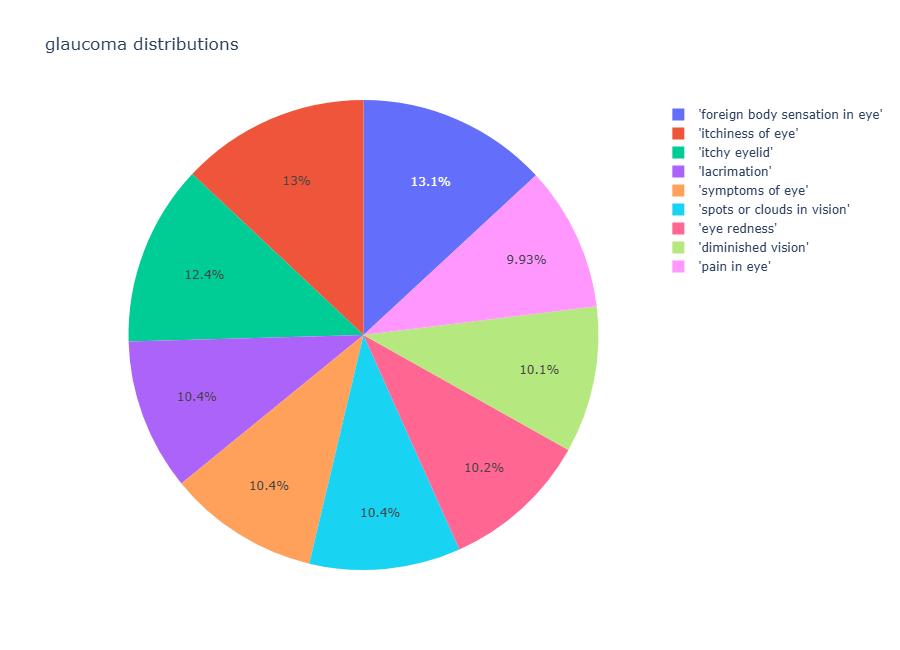 glaucoma distributions
'foreign body sensation in eye'
'itchiness of eye'
'itchy eyelid'
'lacrimation'
'symptoms of eye'
'spots or clouds in vision'
'eye redness'
'diminished vision'
'pain in eye'
13%
13.1%
9.93%
12.4%
10.1%
10.4%
10.2%
10.4%
10.4%